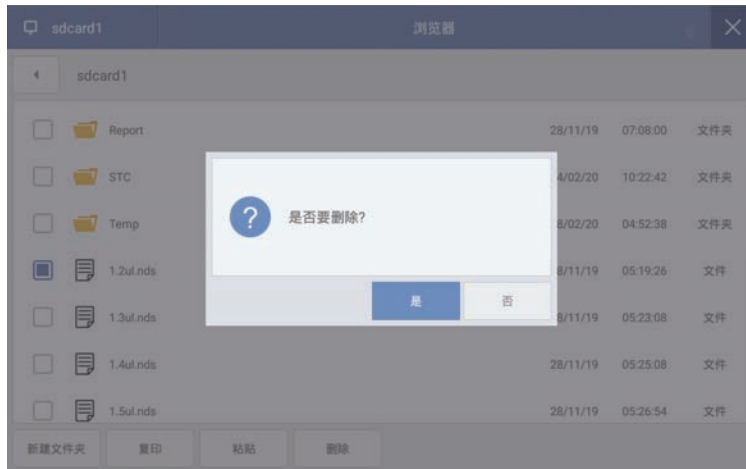 sdcard1 浏览器
sdcard1
Report 28/11/19 07:08:00 文件夹
STC 4/02/20 10:22:42 文件夹
Temp 8/02/20 04:52:38 文件夹
是否要删除?
1.2ul.nds 8/11/19 05:19:26 文件
是 否
1.3ul.nds 8/11/19 05:23:08 文件
1.4ul.nds 28/11/19 05:25:08 文件
1.5ul.nds 28/11/19 05:26:54 文件
新建文件夹 复印 粘贴 删除